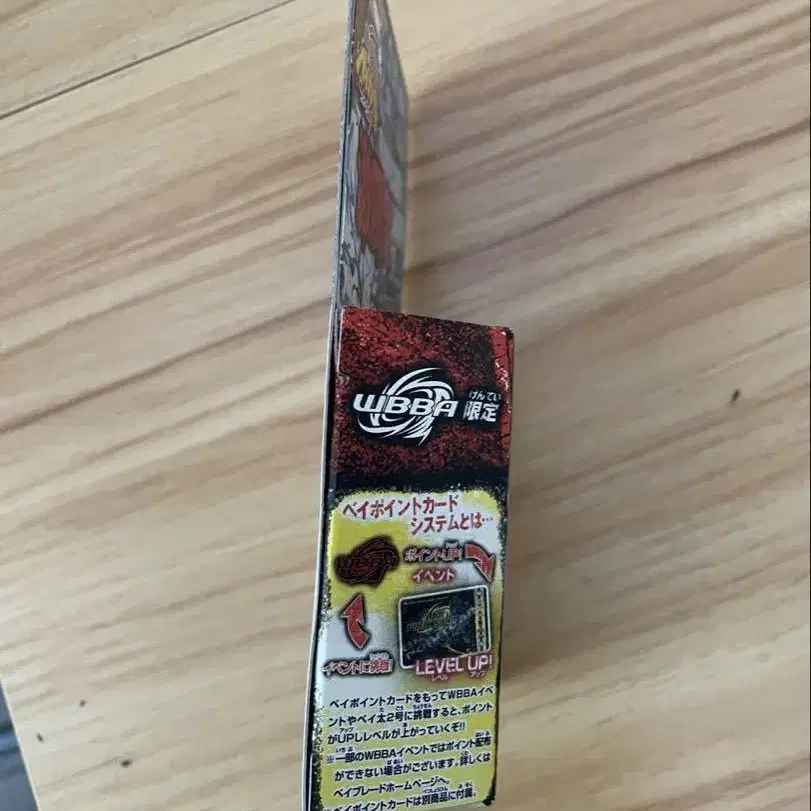 WBBA 限定
げんてい
ベイポイントカード
システムとは…
WBBA
ポイントUP!
イベント
イベントに挑戦!
LEVEL UP!
レベル アップ
ベイポイントカードをもってWBBAイベ
ントやベイ太2号に挑戦すると、ポイント
がUPしレベルが上がっていくぞ!!
※一部のWBBAイベントではポイント配布
ができない場合がございます。詳しくは
ベイブレードホームページへ。
ベイポイントカードは別商品に付属。